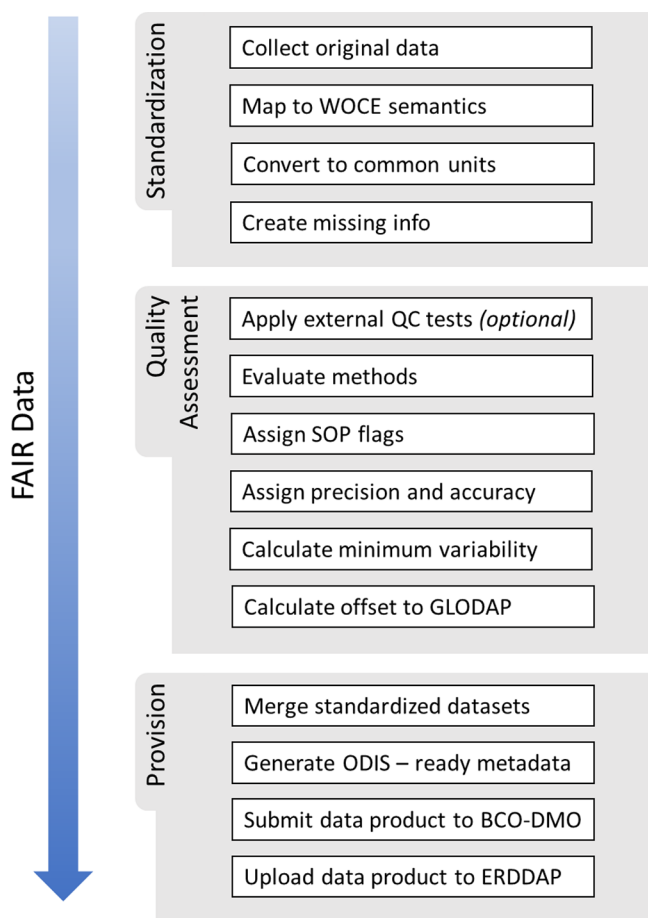 FAIR Data
Standardization
Collect original data
Map to WOCE semantics
Convert to common units
Create missing info
Quality
Assessment
Apply external QC tests (optional)
Evaluate methods
Assign SOP flags
Assign precision and accuracy
Calculate minimum variability
Calculate offset to GLODAP
Provision
Merge standardized datasets
Generate ODIS – ready metadata
Submit data product to BCO-DMO
Upload data product to ERDDAP